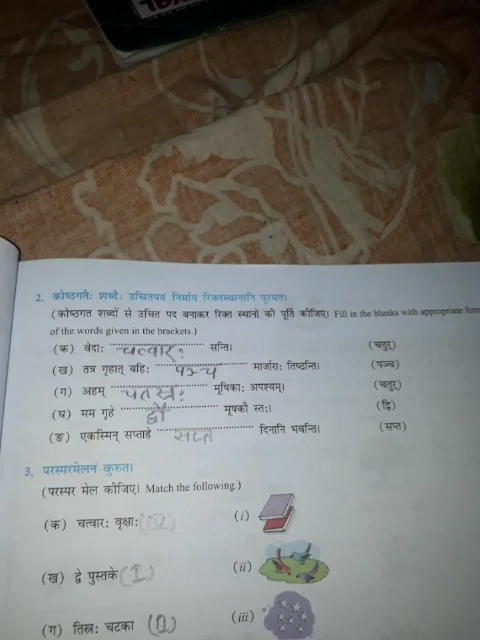 2. कोष्ठगतैः शब्दैः उचितपदं निर्माय रिक्तस्थानानि पूरयत।
(कोष्ठगत शब्दों से उचित पद बनाकर रिक्त स्थानों की पूर्ति कीजिए। Fill in the blanks with appropriate form
of the words given in the brackets.)
(क) वेदाः चत्वारः सन्ति। (चतुर्)
(ख) तत्र गृहात् बहिः पञ्च मार्जाराः तिष्ठन्ति। (पञ्च)
(ग) अहम् चतस्त्रः मूषिकाः अपश्यम्। (चतुर्)
(घ) मम गृहे द्वौ मूषकौ स्तः। (द्वि)
(ङ) एकस्मिन् सप्ताहे सप्त दिनानि भवन्ति। (सप्त)
3. परस्परमेलनं कुरुत।
(परस्पर मेल कीजिए। Match the following.)
(क) चत्वारः वृक्षाः (i)
(ख) द्वे पुस्तके (I) (ii)
(ग) तिस्रः चटका (II) (iii)